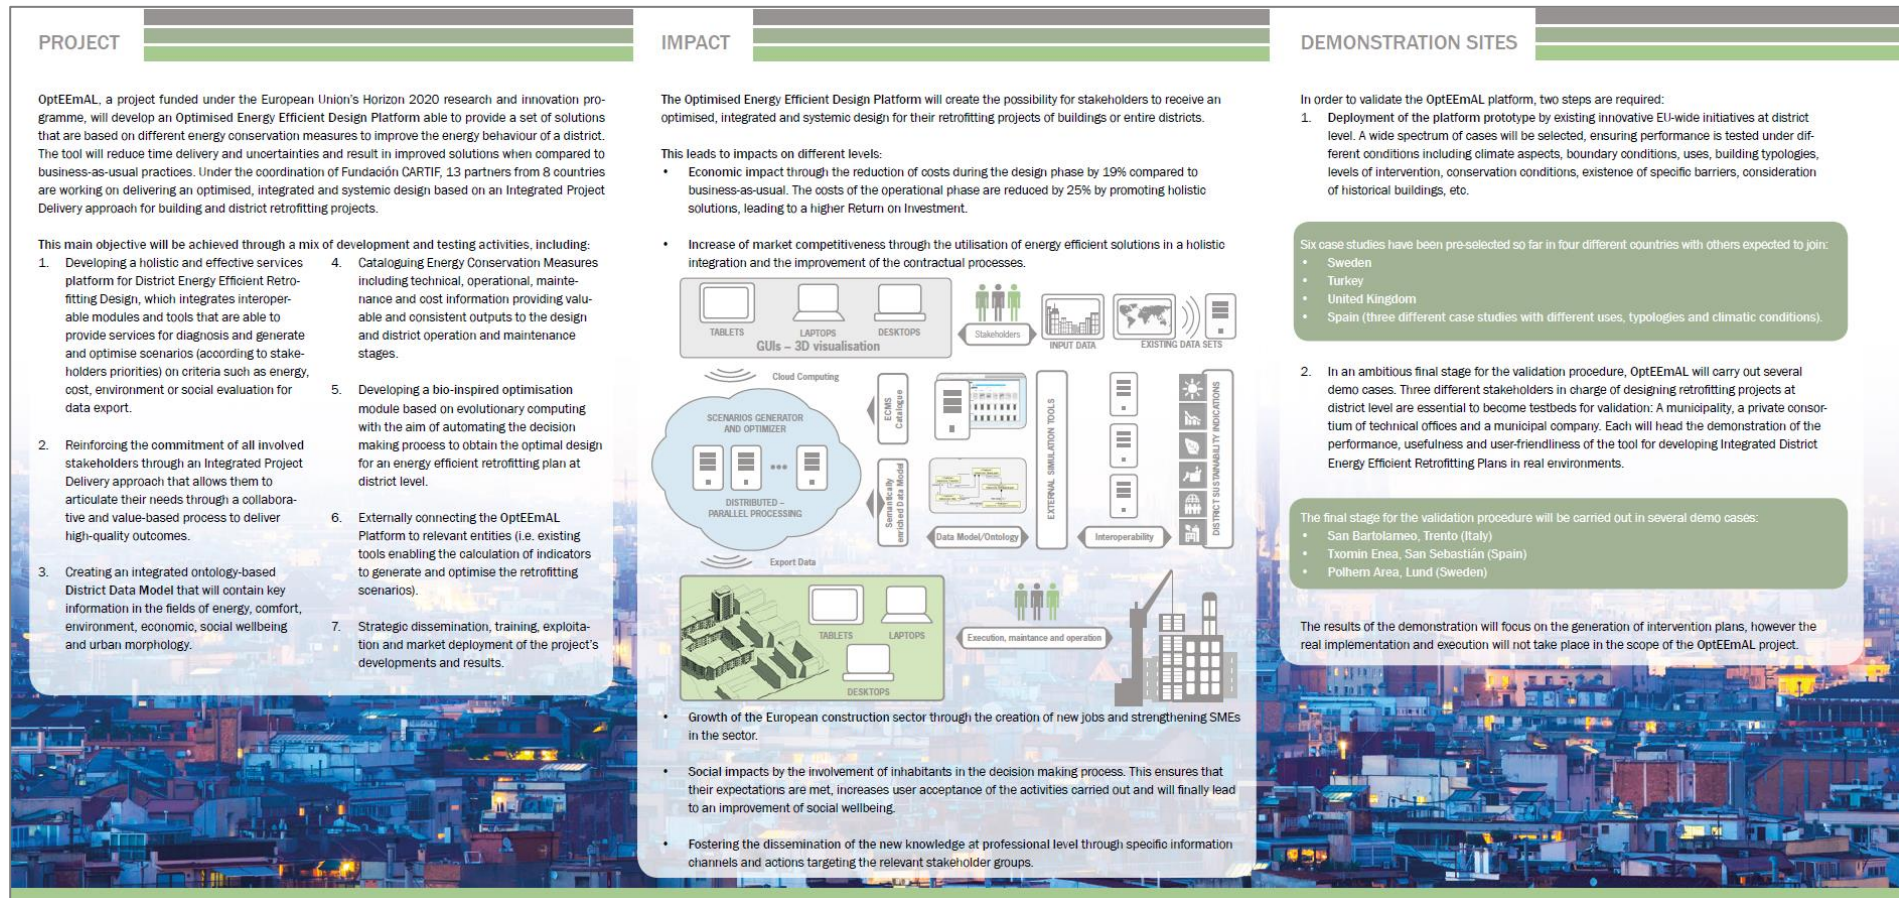 PROJECT
OptEEmAL, a project funded under the European Union's Horizon 2020 research and innovation pro-
gramme, will develop an Optimised Energy Efficient Design Platform able to provide a set of solutions
that are based on different energy conservation measures to improve the energy behaviour of a district.
The tool will reduce time delivery and uncertainties and result in improved solutions when compared to
business-as-usual practices. Under the coordination of Fundación CARTIF, 13 partners from 8 countries
are working on delivering an optimised, integrated and systemic design based on an Integrated Project
Delivery approach for building and district retrofitting projects.
This main objective will be achieved through a mix of development and testing activities, including:
1. Developing a holistic and effective services
platform for District Energy Efficient Retro-
fitting Design, which integrates interoper-
able modules and tools that are able to
provide services for diagnosis and generate
and optimise scenarios (according to stake-
holders priorities) on criteria such as energy,
cost, environment or social evaluation for
data export.
2. Reinforcing the commitment of all involved
stakeholders through an Integrated Project
Delivery approach that allows them to
articulate their needs through a collabora-
tive and value-based process to deliver
high-quality outcomes.
3. Creating an integrated ontology-based
District Data Model that will contain key
information in the fields of energy, comfort,
environment, economic, social wellbeing
and urban morphology.
4. Cataloguing Energy Conservation Measures
including technical, operational, mainte-
nance and cost information providing valu-
able and consistent outputs to the design
and district operation and maintenance
stages.
5. Developing a bio-inspired optimisation
module based on evolutionary computing
with the aim of automating the decision
making process to obtain the optimal design
for an energy efficient retrofitting plan at
district level.
6. Externally connecting the OptEEmAL
Platform to relevant entities (i.e. existing
tools enabling the calculation of indicators
to generate and optimise the retrofitting
scenarios).
7. Strategic dissemination, training, exploita-
tion and market deployment of the project's
developments and results.
IMPACT
The Optimised Energy Efficient Design Platform will create the possibility for stakeholders to receive an
optimised, integrated and systemic design for their retrofitting projects of buildings or entire districts.
This leads to impacts on different levels:
• Economic impact through the reduction of costs during the design phase by 19% compared to
business-as-usual. The costs of the operational phase are reduced by 25% by promoting holistic
solutions, leading to a higher Return on Investment.
• Increase of market competitiveness through the utilisation of energy efficient solutions in a holistic
integration and the improvement of the contractual processes.
TABLETS
LAPTOPS
DESKTOPS
GUIs – 3D visualisation
Stakeholders
INPUT DATA
EXISTING DATA SETS
Cloud Computing
SCENARIOS GENERATOR
AND OPTIMIZER
DISTRIBUTED –
PARALLEL PROCESSING
ECMS
Catalogue
Semantically
enriched Data Model
Data Model/Ontology
EXTERNAL SIMULATION TOOLS
Interoperability
DISTRICT SUSTAINABILITY INDICATIONS
Export Data
TABLETS
LAPTOPS
DESKTOPS
Execution, maintance and operation
• Growth of the European construction sector through the creation of new jobs and strengthening SMEs
in the sector.
• Social impacts by the involvement of inhabitants in the decision making process. This ensures that
their expectations are met, increases user acceptance of the activities carried out and will finally lead
to an improvement of social wellbeing.
• Fostering the dissemination of the new knowledge at professional level through specific information
channels and actions targeting the relevant stakeholder groups.
DEMONSTRATION SITES
In order to validate the OptEEmAL platform, two steps are required:
1. Deployment of the platform prototype by existing innovative EU-wide initiatives at district
level. A wide spectrum of cases will be selected, ensuring performance is tested under dif-
ferent conditions including climate aspects, boundary conditions, uses, building typologies,
levels of intervention, conservation conditions, existence of specific barriers, consideration
of historical buildings, etc.
Six case studies have been pre-selected so far in four different countries with others expected to join:
• Sweden
• Turkey
• United Kingdom
• Spain (three different case studies with different uses, typologies and climatic conditions).
2. In an ambitious final stage for the validation procedure, OptEEmAL will carry out several
demo cases. Three different stakeholders in charge of designing retrofitting projects at
district level are essential to become testbeds for validation: A municipality, a private consor-
tium of technical offices and a municipal company. Each will head the demonstration of the
performance, usefulness and user-friendliness of the tool for developing Integrated District
Energy Efficient Retrofitting Plans in real environments.
The final stage for the validation procedure will be carried out in several demo cases:
• San Bartolameo, Trento (Italy)
• Txomin Enea, San Sebastián (Spain)
• Polhem Area, Lund (Sweden)
The results of the demonstration will focus on the generation of intervention plans, however the
real implementation and execution will not take place in the scope of the OptEEmAL project.